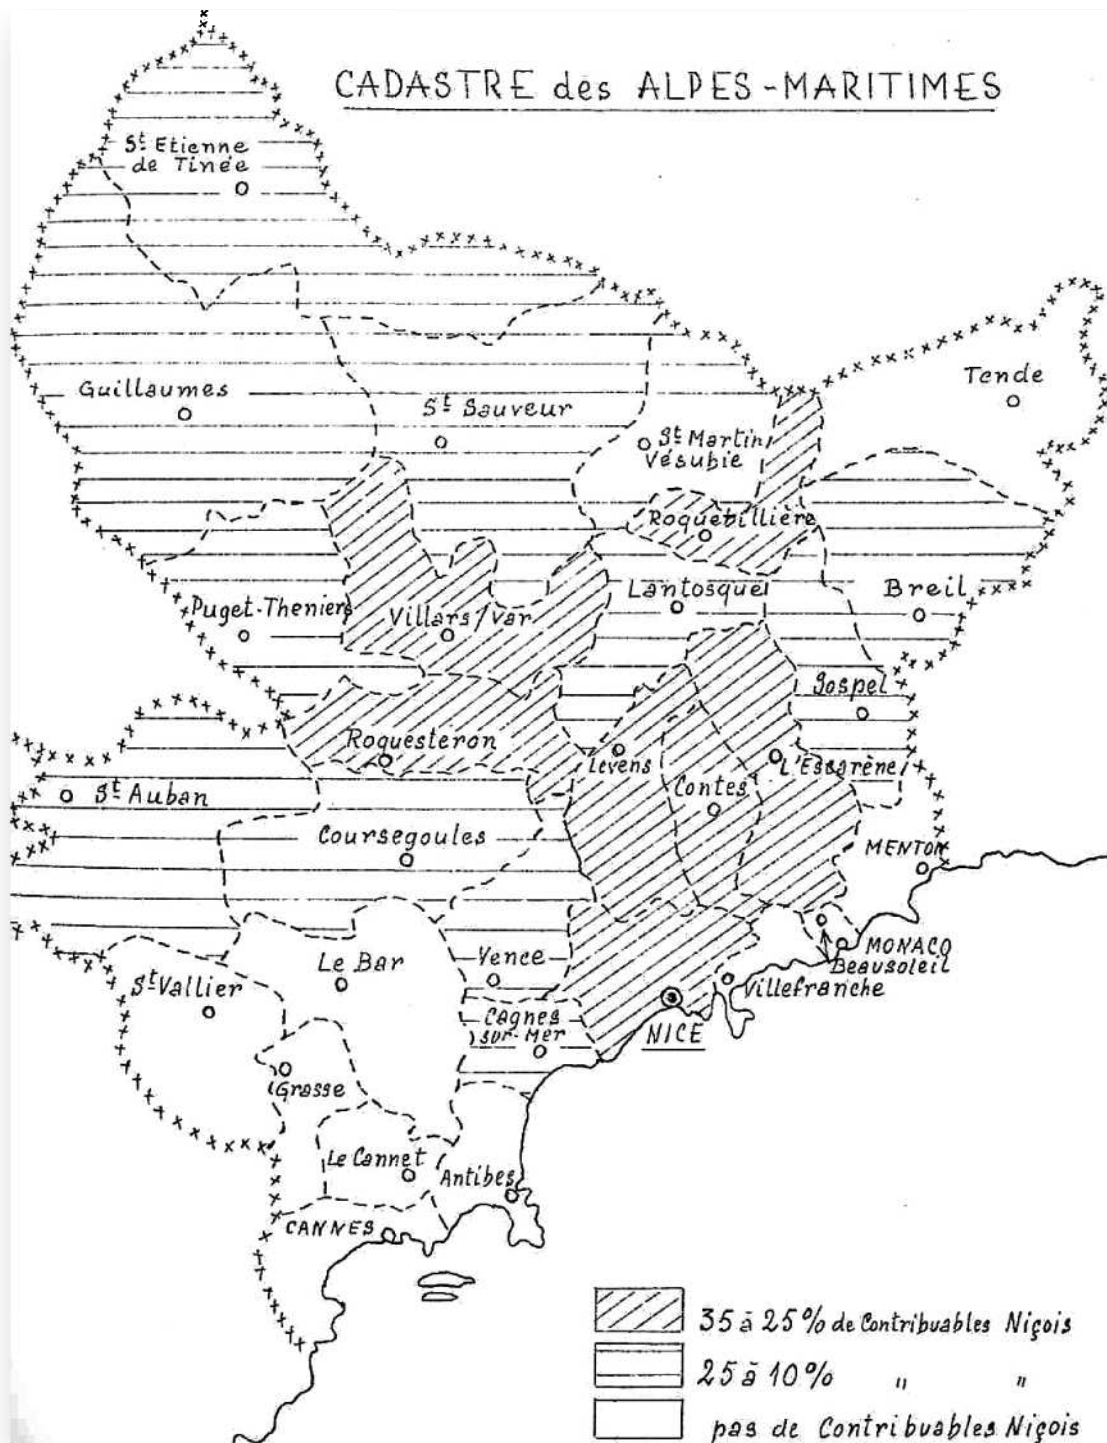 CADASTRE des ALPES-MARITIMES
St Etienne
de Tinée
Guillaumes
St Sauveur
Tende
St Martin
Vésubie
Roquebillière
Puget-Theniers
Villars/Var
Lantosque
Breil
Sospel
Roquesteron
Levens
L'Escarène
Contes
St Auban
Coursegoules
MENTON
St Vallier
Le Bar
Vence
MONACO
Beausoleil
Villefranche
Cagnes
sur-Mer
NICE
Grasse
Le Cannet
Antibes
CANNES
35 à 25% de Contribuables Niçois
25 à 10% " "
pas de Contribuables Niçois